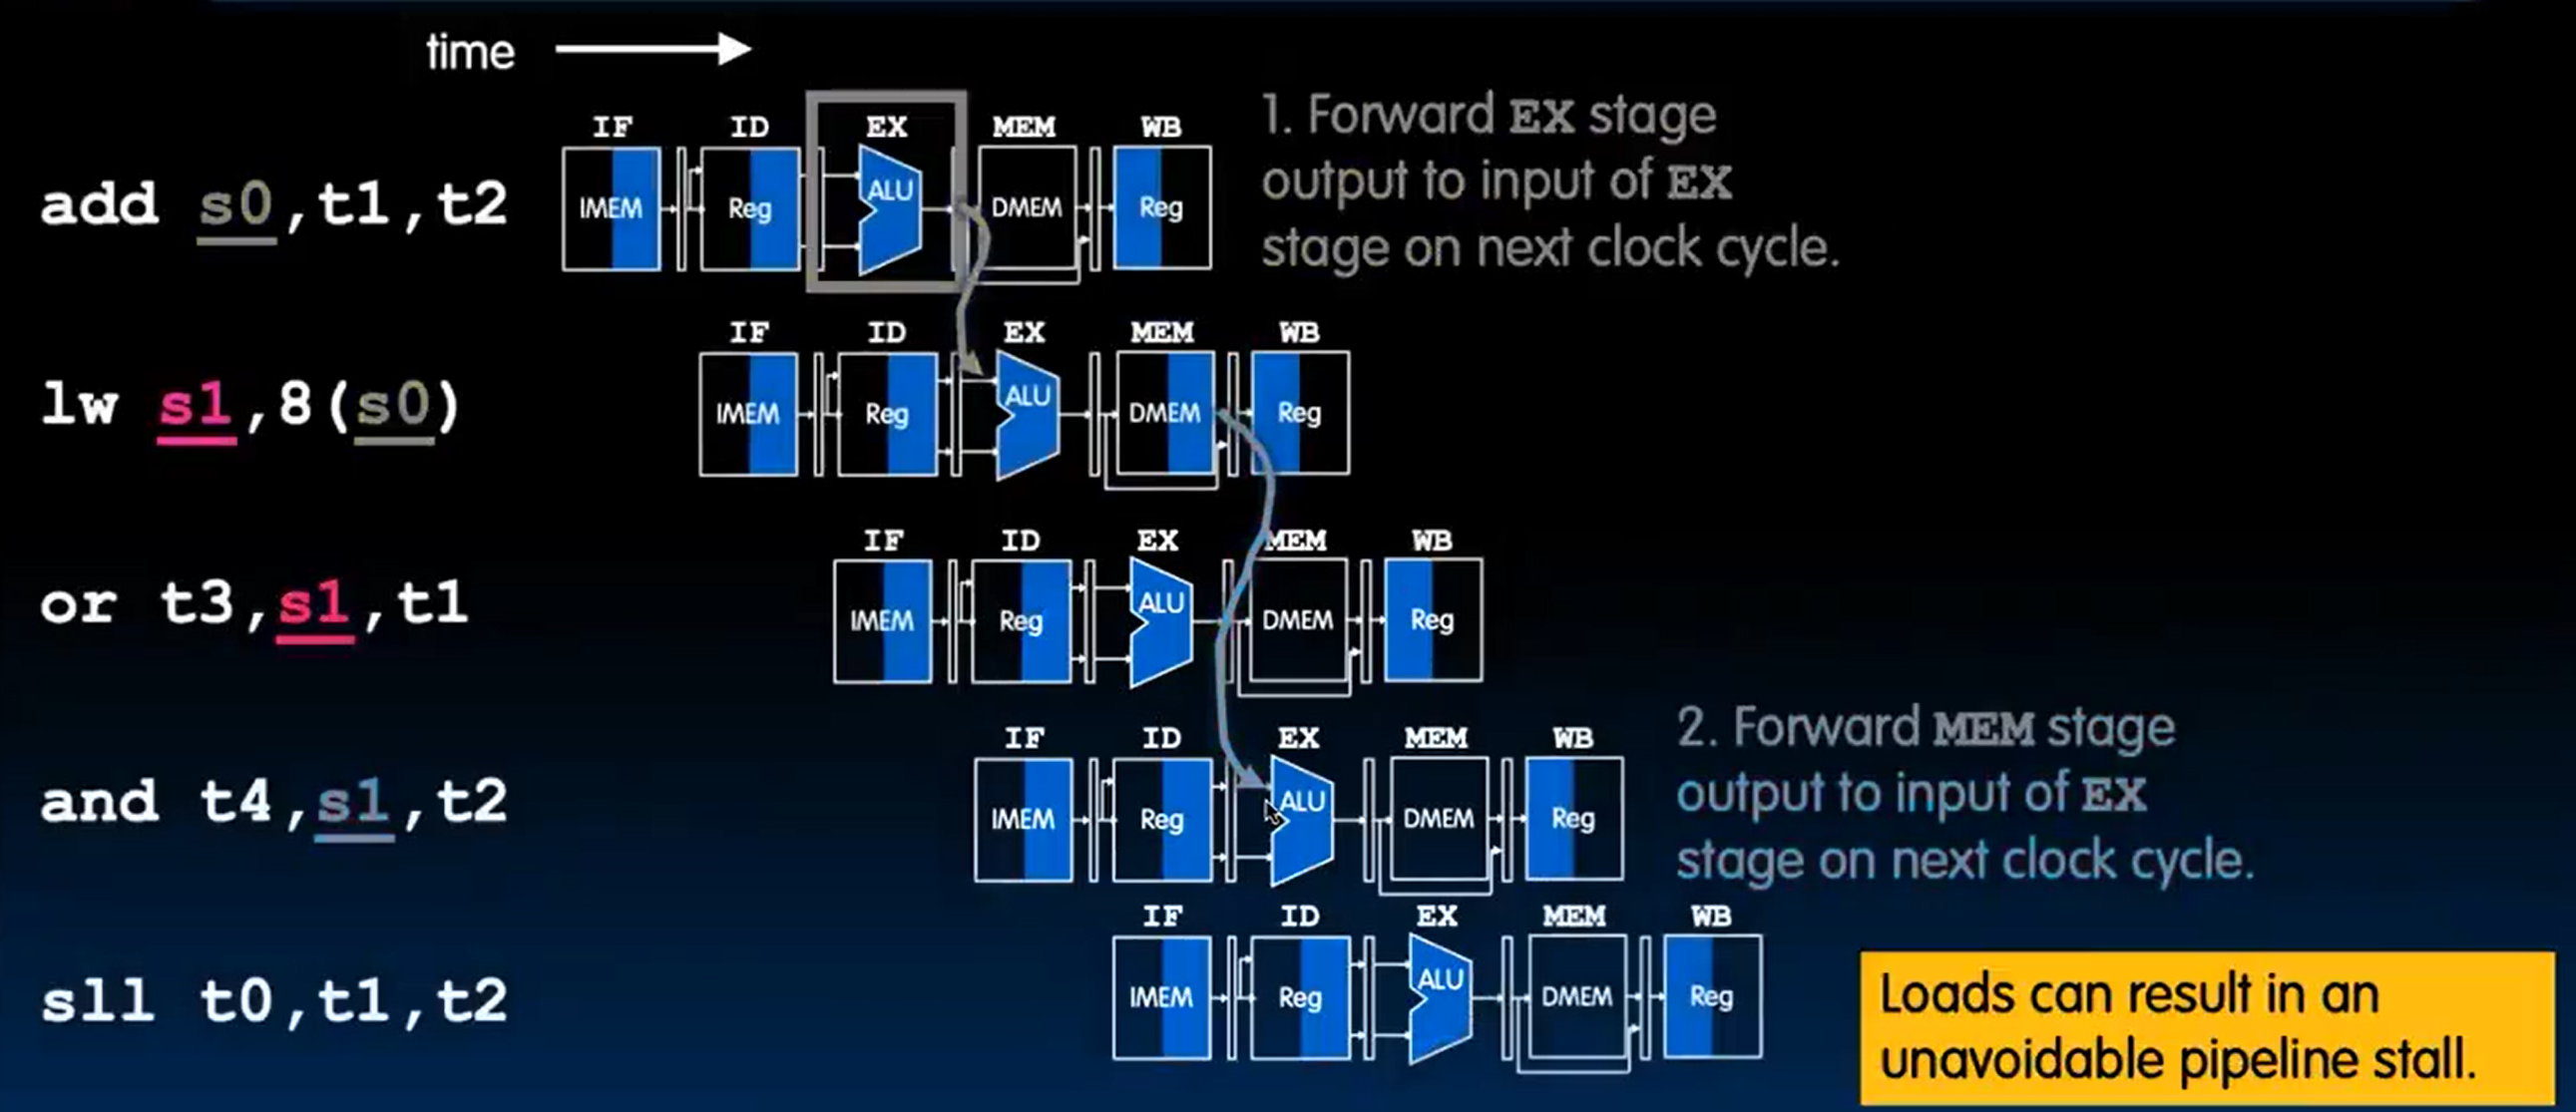 time
IF ID EX MEM WB
1. Forward EX stage
output to input of EX
stage on next clock cycle.
add s0,t1,t2
IMEM Reg ALU DMEM Reg
IF ID EX MEM WB
lw s1,8(s0)
IMEM Reg ALU DMEM Reg
IF ID EX MEM WB
or t3,s1,t1
IMEM Reg ALU DMEM Reg
IF ID EX MEM WB
2. Forward MEM stage
output to input of EX
stage on next clock cycle.
and t4,s1,t2
IMEM Reg ALU DMEM Reg
IF ID EX MEM WB
sll t0,t1,t2
IMEM Reg ALU DMEM Reg
Loads can result in an
unavoidable pipeline stall.